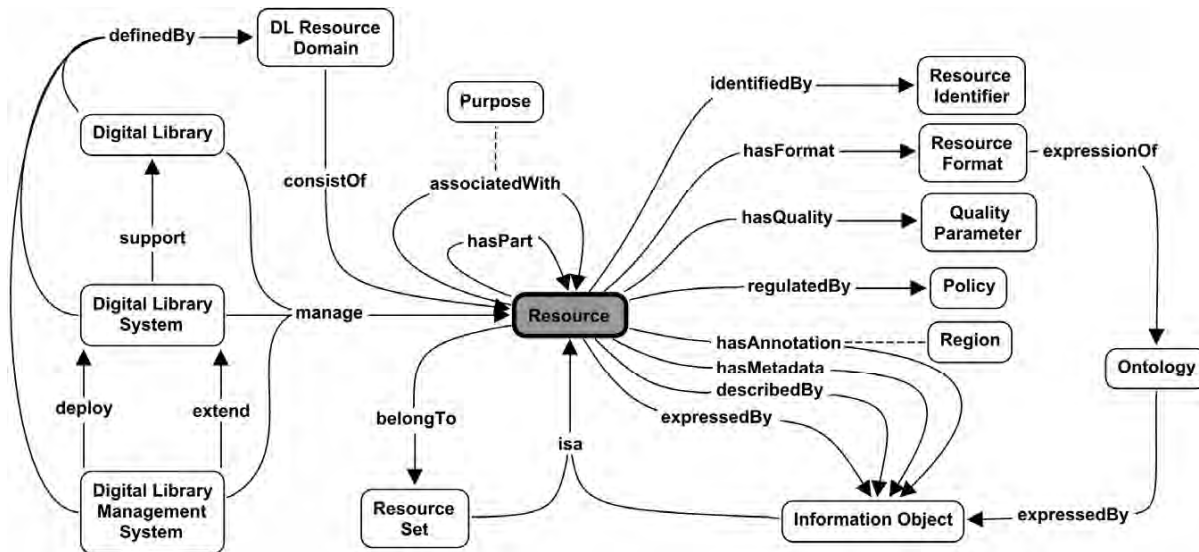 definedBy
DL Resource
Domain
Purpose
identifiedBy
Resource
Identifier
Digital Library
consistOf
associatedWith
hasFormat
Resource
Format
expressionOf
support
hasPart
hasQuality
Quality
Parameter
Digital Library
System
manage
Resource
regulatedBy
Policy
hasAnnotation
Region
hasMetadata
describedBy
expressedBy
Ontology
deploy
extend
belongTo
isa
Digital Library
Management
System
Resource
Set
Information Object
expressedBy